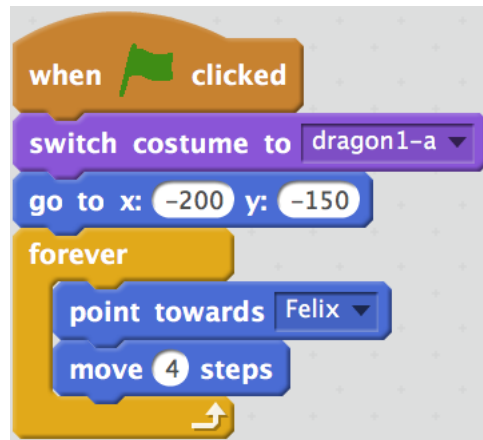 when clicked
switch costume to dragon1-a
go to x: -200 y: -150
forever
point towards Felix
move 4 steps